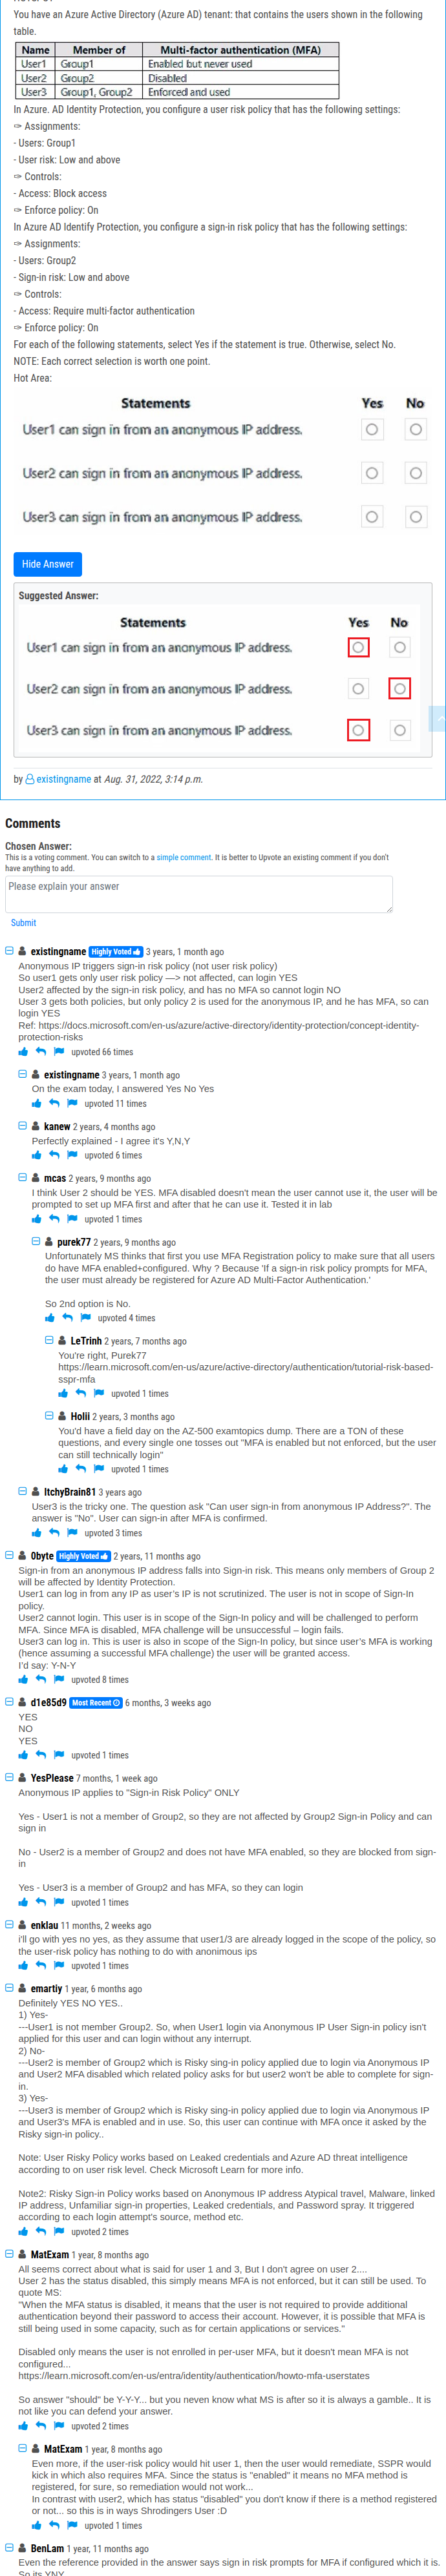 You have an Azure Active Directory (Azure AD) tenant: that contains the users shown in the following
table.
Name Member of Multi-factor authentication (MFA)
User1 Group1 Enabled but never used
User2 Group2 Disabled
User3 Group1, Group2 Enforced and used
In Azure. AD Identity Protection, you configure a user risk policy that has the following settings:
✑ Assignments:
- Users: Group1
- User risk: Low and above
✑ Controls:
- Access: Block access
✑ Enforce policy: On
In Azure AD Identify Protection, you configure a sign-in risk policy that has the following settings:
✑ Assignments:
- Users: Group2
- Sign-in risk: Low and above
✑ Controls:
- Access: Require multi-factor authentication
✑ Enforce policy: On
For each of the following statements, select Yes if the statement is true. Otherwise, select No.
NOTE: Each correct selection is worth one point.
Hot Area:
Statements Yes No
User1 can sign in from an anonymous IP address.
User2 can sign in from an anonymous IP address.
User3 can sign in from an anonymous IP address.
Hide Answer
Suggested Answer:
Statements Yes No
User1 can sign in from an anonymous IP address.
User2 can sign in from an anonymous IP address.
User3 can sign in from an anonymous IP address.
by existingname at Aug. 31, 2022, 3:14 p.m.
Comments
Chosen Answer:
This is a voting comment. You can switch to a simple comment. It is better to Upvote an existing comment if you don't
have anything to add.
Please explain your answer
Submit
existingname Highly Voted 3 years, 1 month ago
Anonymous IP triggers sign-in risk policy (not user risk policy)
So user1 gets only user risk policy —> not affected, can login YES
User2 affected by the sign-in risk policy, and has no MFA so cannot login NO
User 3 gets both policies, but only policy 2 is used for the anonymous IP, and he has MFA, so can
login YES
Ref: https://docs.microsoft.com/en-us/azure/active-directory/identity-protection/concept-identity-
protection-risks
upvoted 66 times
existingname 3 years, 1 month ago
On the exam today, I answered Yes No Yes
upvoted 11 times
kanew 2 years, 4 months ago
Perfectly explained - I agree it's Y,N,Y
upvoted 6 times
mcas 2 years, 9 months ago
I think User 2 should be YES. MFA disabled doesn't mean the user cannot use it, the user will be
prompted to set up MFA first and after that he can use it. Tested it in lab
upvoted 1 times
purek77 2 years, 9 months ago
Unfortunately MS thinks that first you use MFA Registration policy to make sure that all users
do have MFA enabled+configured. Why ? Because 'If a sign-in risk policy prompts for MFA,
the user must already be registered for Azure AD Multi-Factor Authentication.'
So 2nd option is No.
upvoted 4 times
LeTrinh 2 years, 7 months ago
You're right, Purek77
https://learn.microsoft.com/en-us/azure/active-directory/authentication/tutorial-risk-based-
sspr-mfa
upvoted 1 times
Holii 2 years, 3 months ago
You'd have a field day on the AZ-500 examtopics dump. There are a TON of these
questions, and every single one tosses out "MFA is enabled but not enforced, but the user
can still technically login"
upvoted 1 times
ItchyBrain81 3 years ago
User3 is the tricky one. The question ask "Can user sign-in from anonymous IP Address?". The
answer is "No". User can sign-in after MFA is confirmed.
upvoted 3 times
0byte Highly Voted 2 years, 11 months ago
Sign-in from an anonymous IP address falls into Sign-in risk. This means only members of Group 2
will be affected by Identity Protection.
User1 can log in from any IP as user's IP is not scrutinized. The user is not in scope of Sign-In
policy.
User2 cannot login. This user is in scope of the Sign-In policy and will be challenged to perform
MFA. Since MFA is disabled, MFA challenge will be unsuccessful – login fails.
User3 can log in. This is user is also in scope of the Sign-In policy, but since user's MFA is working
(hence assuming a successful MFA challenge) the user will be granted access.
I'd say: Y-N-Y
upvoted 8 times
d1e85d9 Most Recent 6 months, 3 weeks ago
YES
NO
YES
upvoted 1 times
YesPlease 7 months, 1 week ago
Anonymous IP applies to "Sign-in Risk Policy" ONLY
Yes - User1 is not a member of Group2, so they are not affected by Group2 Sign-in Policy and can
sign in
No - User2 is a member of Group2 and does not have MFA enabled, so they are blocked from sign-
in
Yes - User3 is a member of Group2 and has MFA, so they can login
upvoted 1 times
enklau 11 months, 2 weeks ago
i'll go with yes no yes, as they assume that user1/3 are already logged in the scope of the policy, so
the user-risk policy has nothing to do with anonimous ips
upvoted 1 times
emartiy 1 year, 6 months ago
Definitely YES NO YES..
1) Yes-
---User1 is not member Group2. So, when User1 login via Anonymous IP User Sign-in policy isn't
applied for this user and can login without any interrupt.
2) No-
---User2 is member of Group2 which is Risky sing-in policy applied due to login via Anonymous IP
and User2 MFA disabled which related policy asks for but user2 won't be able to complete for sign-
in.
3) Yes-
---User3 is member of Group2 which is Risky sing-in policy applied due to login via Anonymous IP
and User3's MFA is enabled and in use. So, this user can continue with MFA once it asked by the
Risky sign-in policy..
Note: User Risky Policy works based on Leaked credentials and Azure AD threat intelligence
according to on user risk level. Check Microsoft Learn for more info.
Note2: Risky Sign-in Policy works based on Anonymous IP address Atypical travel, Malware, linked
IP address, Unfamiliar sign-in properties, Leaked credentials, and Password spray. It triggered
according to each login attempt's source, method etc.
upvoted 2 times
MatExam 1 year, 8 months ago
All seems correct about what is said for user 1 and 3, But I don't agree on user 2....
User 2 has the status disabled, this simply means MFA is not enforced, but it can still be used. To
quote MS:
"When the MFA status is disabled, it means that the user is not required to provide additional
authentication beyond their password to access their account. However, it is possible that MFA is
still being used in some capacity, such as for certain applications or services."
Disabled only means the user is not enrolled in per-user MFA, but it doesn't mean MFA is not
configured...
https://learn.microsoft.com/en-us/entra/identity/authentication/howto-mfa-userstates
So answer "should" be Y-Y-Y... but you neven know what MS is after so it is always a gamble.. It is
not like you can defend your answer.
upvoted 2 times
MatExam 1 year, 8 months ago
Even more, if the user-risk policy would hit user 1, then the user would remediate, SSPR would
kick in which also requires MFA. Since the status is "enabled" it means no MFA method is
registered, for sure, so remediation would not work...
In contrast with user2, which has status "disabled" you don't know if there is a method registered
or not... so this is in ways Shrodingers User :D
upvoted 1 times
BenLam 1 year, 11 months ago
Even the reference provided in the answer says sign in risk prompts for MFA if configured which it is.
So its YNY